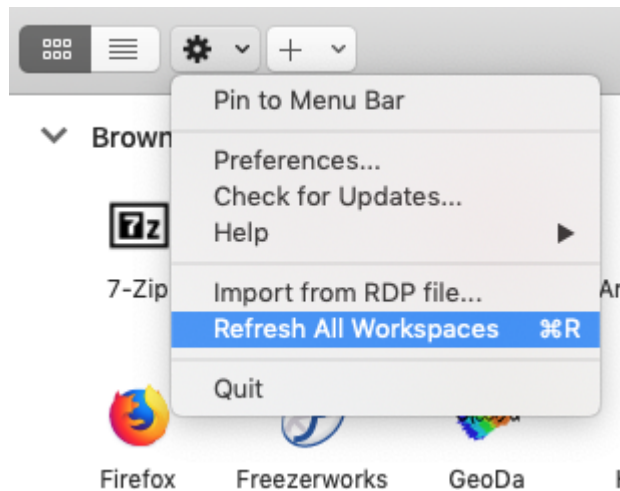 Pin to Menu Bar
Brown
Preferences...
Check for Updates...
Help
7z
7-Zip
Import from RDP file...
Ar
Refresh All Workspaces ⌘R
Quit
Firefox
Freezerworks
GeoDa